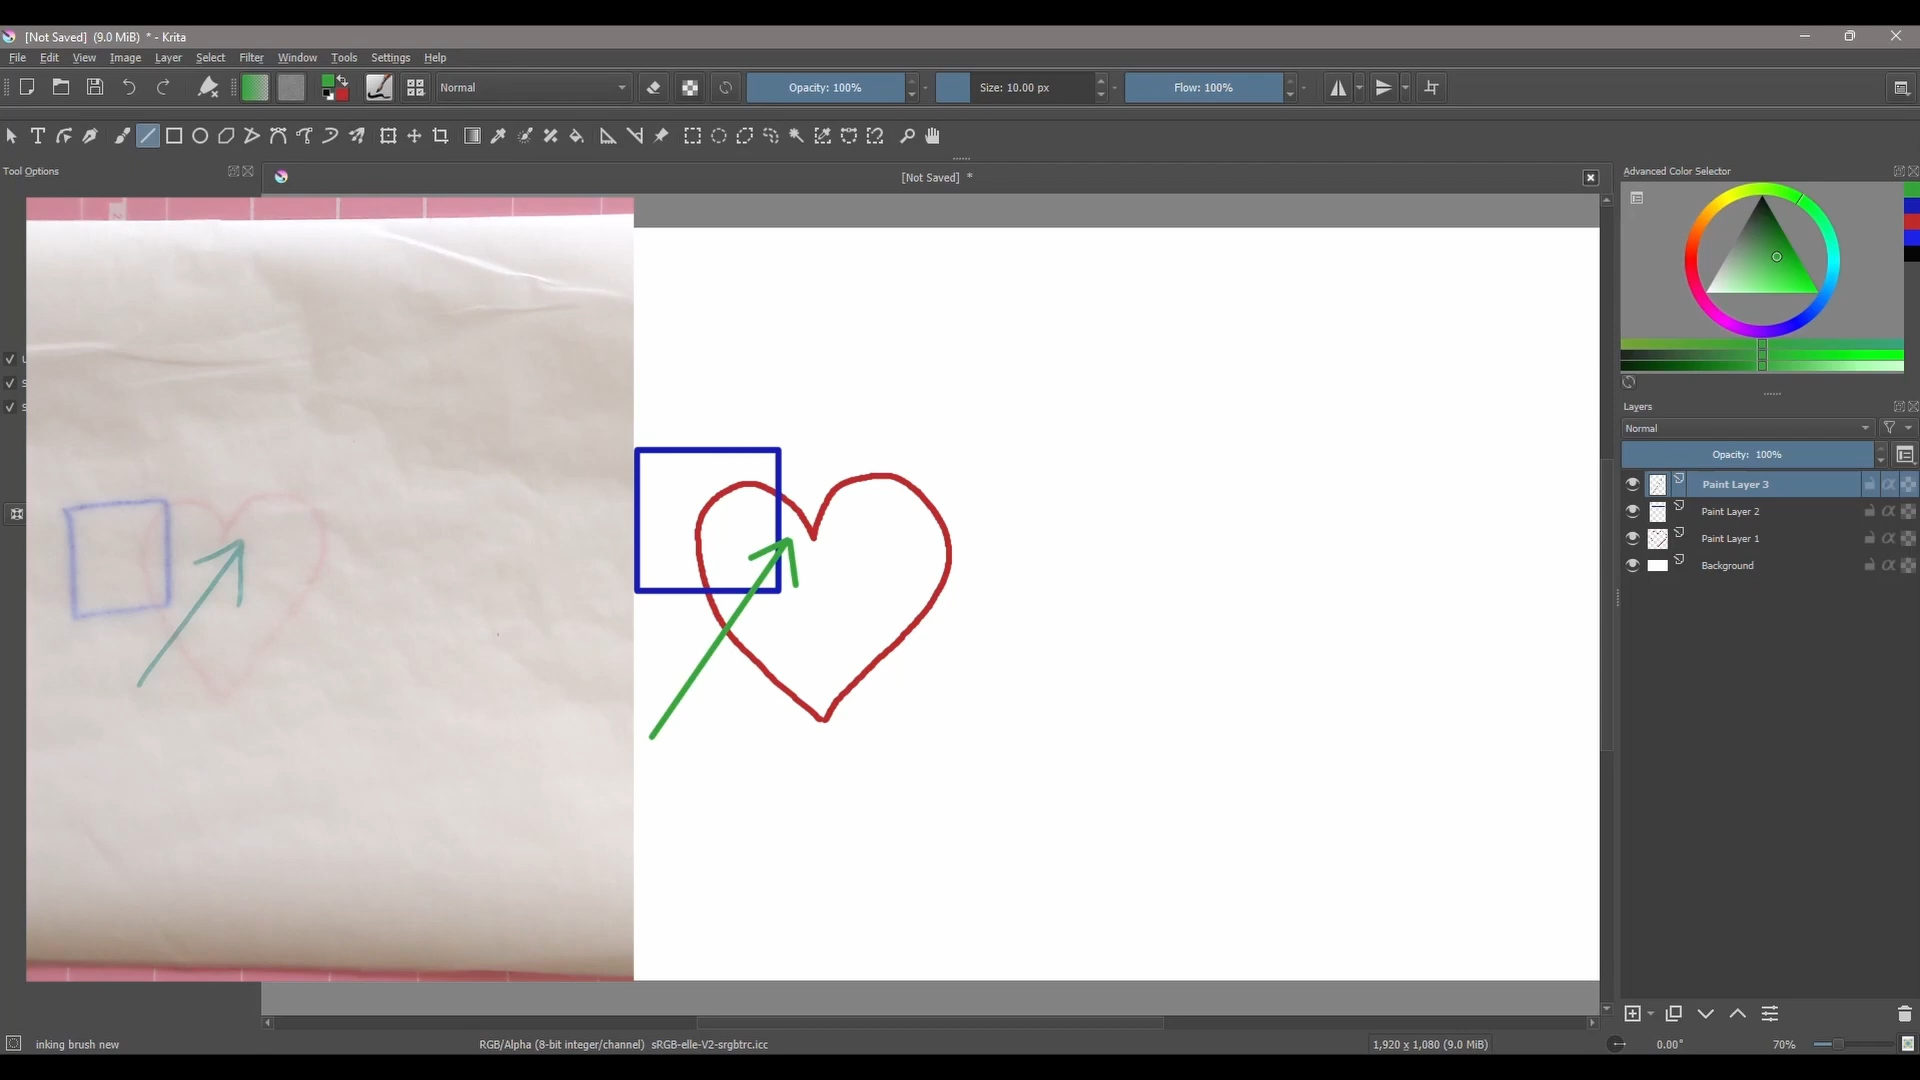 [Not Saved] (9.0 MiB) * - Krita
File Edit View Image Layer Select Filter Window Tools Settings Help
Normal Opacity: 100% Size: 10.00 px Flow: 100%
Tool Options
[Not Saved] *
Advanced Color Selector
Layers
Normal
Opacity: 100%
Paint Layer 3
Paint Layer 2
Paint Layer 1
Background
inking brush new
RGB/Alpha (8-bit integer/channel) sRGB-elle-V2-srgbtrc.icc
1,920 x 1,080 (9.0 MiB)
0.00°
70%